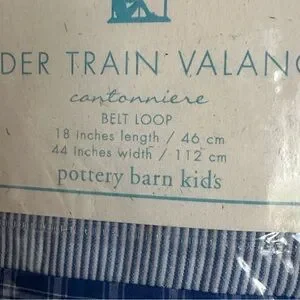 DER TRAIN VALANC
cantonniere
BELT LOOP
18 inches length / 46 cm
44 inches width / 112 cm
pottery barn kids